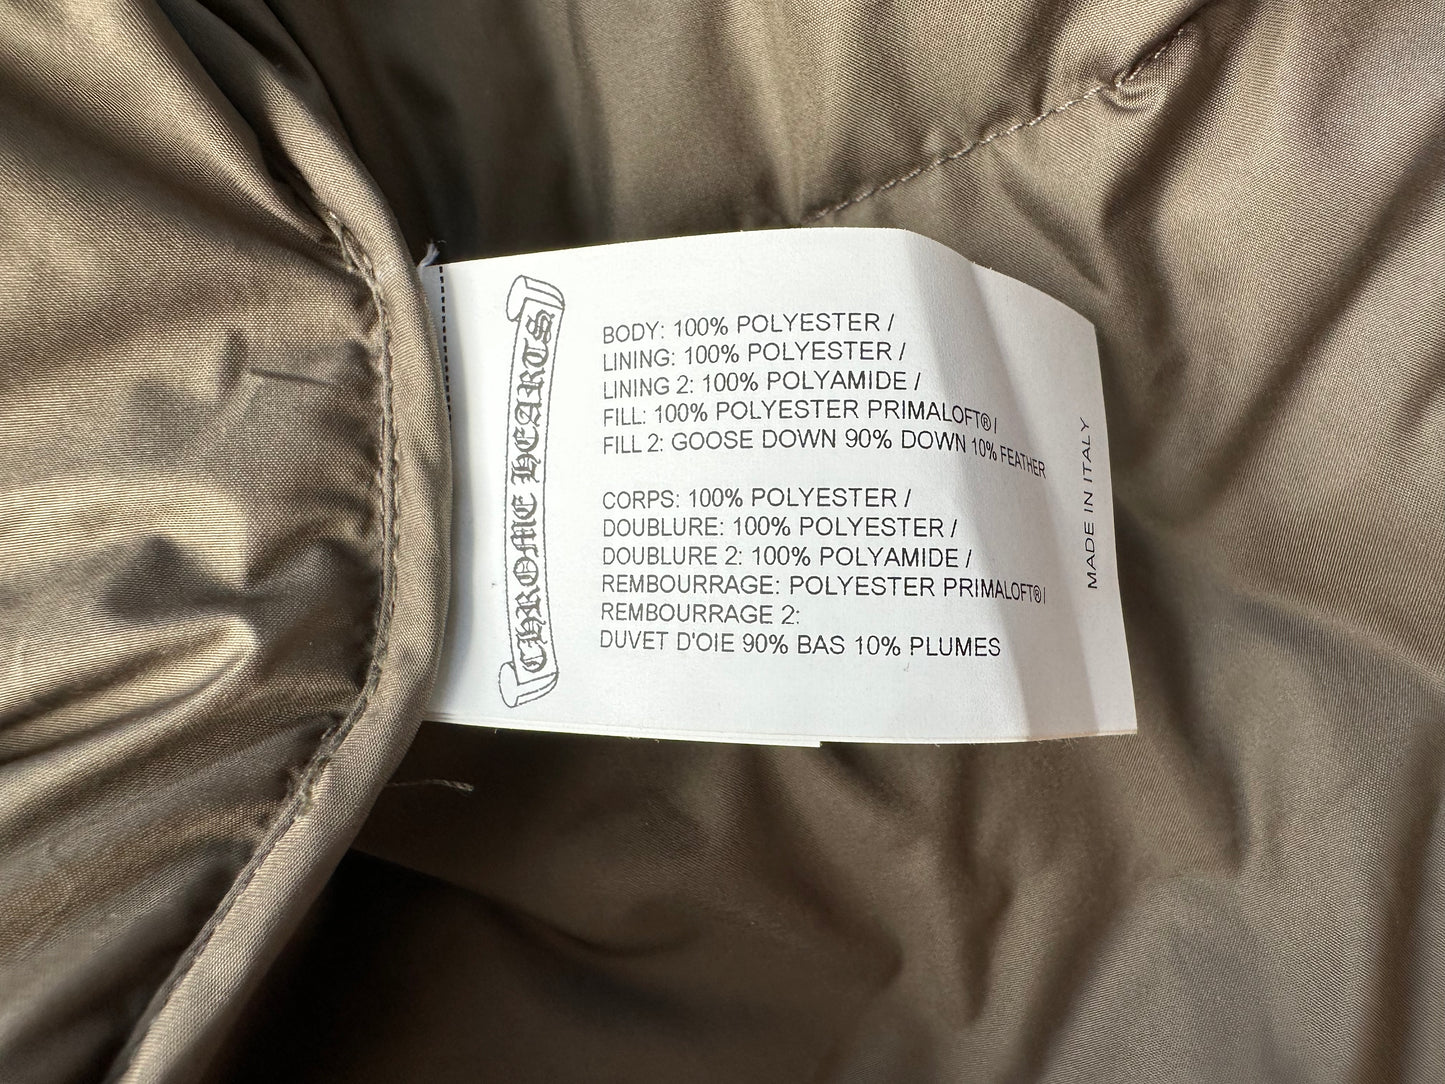 CHROME HEARTS
BODY: 100% POLYESTER /
LINING: 100% POLYESTER /
LINING 2: 100% POLYAMIDE /
FILL: 100% POLYESTER PRIMALOFT® /
FILL 2: GOOSE DOWN 90% DOWN 10% FEATHER
CORPS: 100% POLYESTER /
DOUBLURE: 100% POLYESTER /
DOUBLURE 2: 100% POLYAMIDE /
REMBOURRAGE: POLYESTER PRIMALOFT® /
REMBOURRAGE 2:
DUVET D'OIE 90% BAS 10% PLUMES
MADE IN ITALY